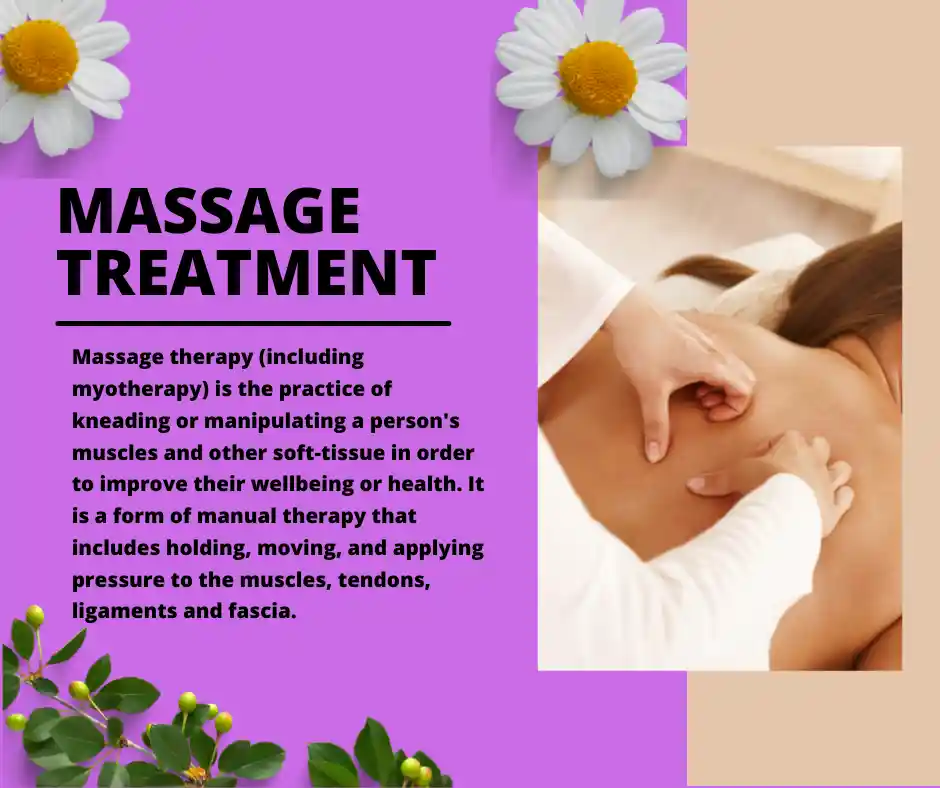 MASSAGE
TREATMENT
Massage therapy (including
myotherapy) is the practice of
kneading or manipulating a person's
muscles and other soft-tissue in order
to improve their wellbeing or health. It
is a form of manual therapy that
includes holding, moving, and applying
pressure to the muscles, tendons,
ligaments and fascia.